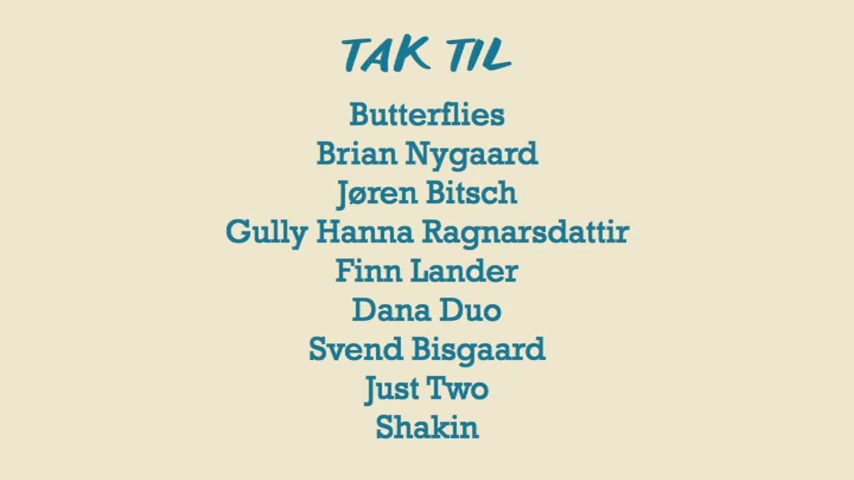 TAK TIL
Butterflies
Brian Nygaard
Jøren Bitsch
Gully Hanna Ragnarsdattir
Finn Lander
Dana Duo
Svend Bisgaard
Just Two
Shakin